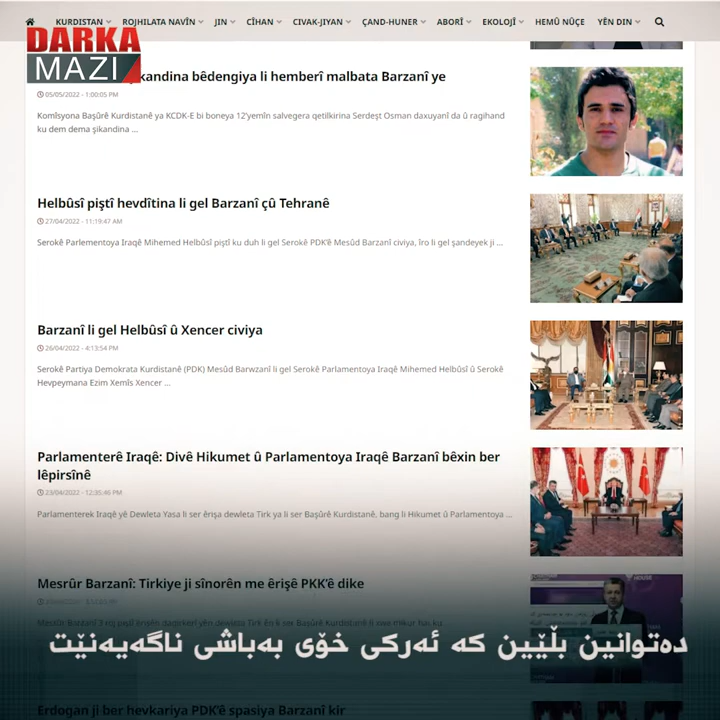 KURDISTAN ROJHILATA NAVÎN JIN CÎHAN CIVAK-JIYAN ÇAND-HUNER ABORÎ EKOLOJÎ HEMÛ NÛÇE YÊN DIN
DARKA
MAZI
kandina bêdengiya li hemberî malbata Barzanî ye
05/05/2022 - 1:00:05 PM
Komîsyona Başûrê Kurdistanê ya KCDK-E bi boneya 12'yemîn salvegera qetilkirina Serdeşt Osman daxuyanî da û ragihand
ku dem dema şikandina ...
Helbûsî piştî hevdîtina li gel Barzanî çû Tehranê
27/04/2022 - 11:19:47 AM
Serokê Parlementoya Iraqê Mihemed Helbûsî piştî ku duh li gel Serokê PDK'ê Mesûd Barzanî civiya, îro li gel şandeyek ji ...
Barzanî li gel Helbûsî û Xencer civiya
26/04/2022 - 4:13:54 PM
Serokê Partiya Demokrata Kurdistanê (PDK) Mesûd Barwzanî li gel Serokê Parlamentoya Iraqê Mihemed Helbûsî û Serokê
Hevpeymana Ezim Xemîs Xencer ...
Parlamenterê Iraqê: Divê Hikumet û Parlamentoya Iraqê Barzanî bêxin ber
lêpirsînê
23/04/2022 - 12:35:46 PM
Parlamenterek Iraqê yê Dewleta Yasa li ser êrişa dewleta Tirk ya li ser Başûrê Kurdistanê, bang li Hikumet û Parlamentoya ...
Mesrûr Barzanî: Tirkiye ji sînorên me êrişê PKK'ê dike
دەتوانین بڵێین کە ئەرکی خۆی بەباشی ناگەیەنێت
Erdogan ji ber hevkariya PDK'ê spasiya Barzanî kir